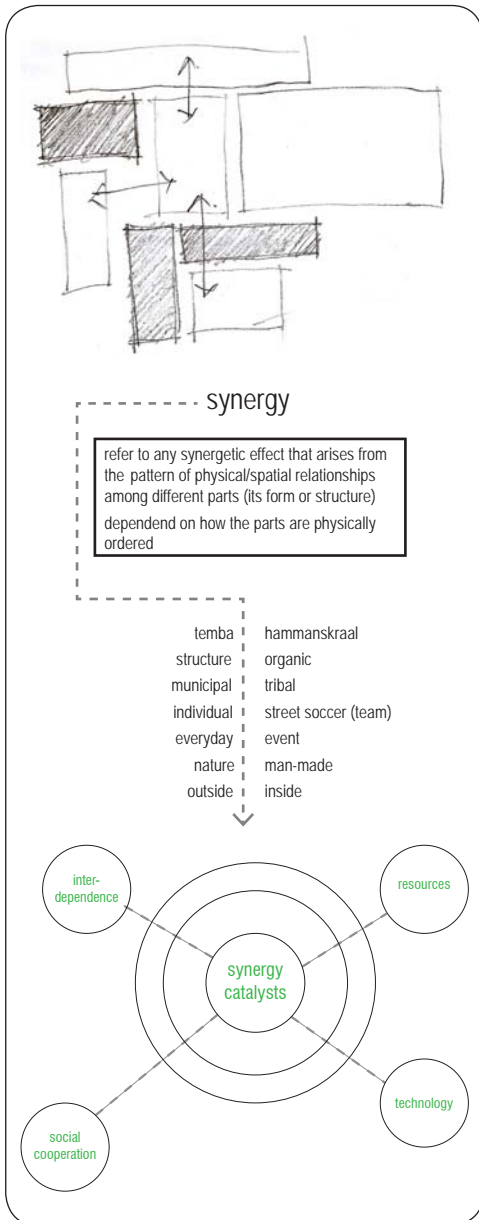 synergy
refer to any synergetic effect that arises from
the pattern of physical/spatial relationships
among different parts (its form or structure)
dependend on how the parts are physically
ordered
temba hammanskraal
structure organic
municipal tribal
individual street soccer (team)
everyday event
nature man-made
outside inside
inter-
dependence
resources
synergy
catalysts
technology
social
cooperation